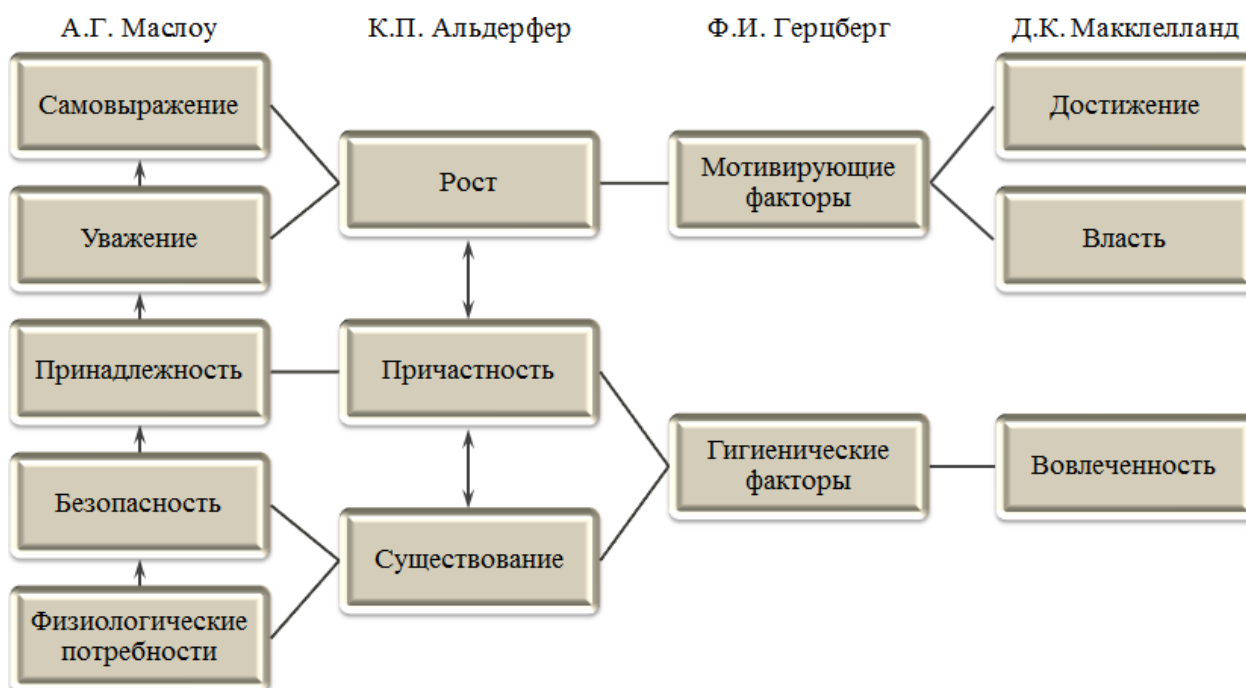 А.Г. Маслоу
К.П. Альдерфер
Ф.И. Герцберг
Д.К. Макклелланд
Самовыражение
Уважение
Принадлежность
Безопасность
Физиологические
потребности
Рост
Причастность
Существование
Мотивирующие
факторы
Гигиенические
факторы
Достижение
Власть
Вовлеченность